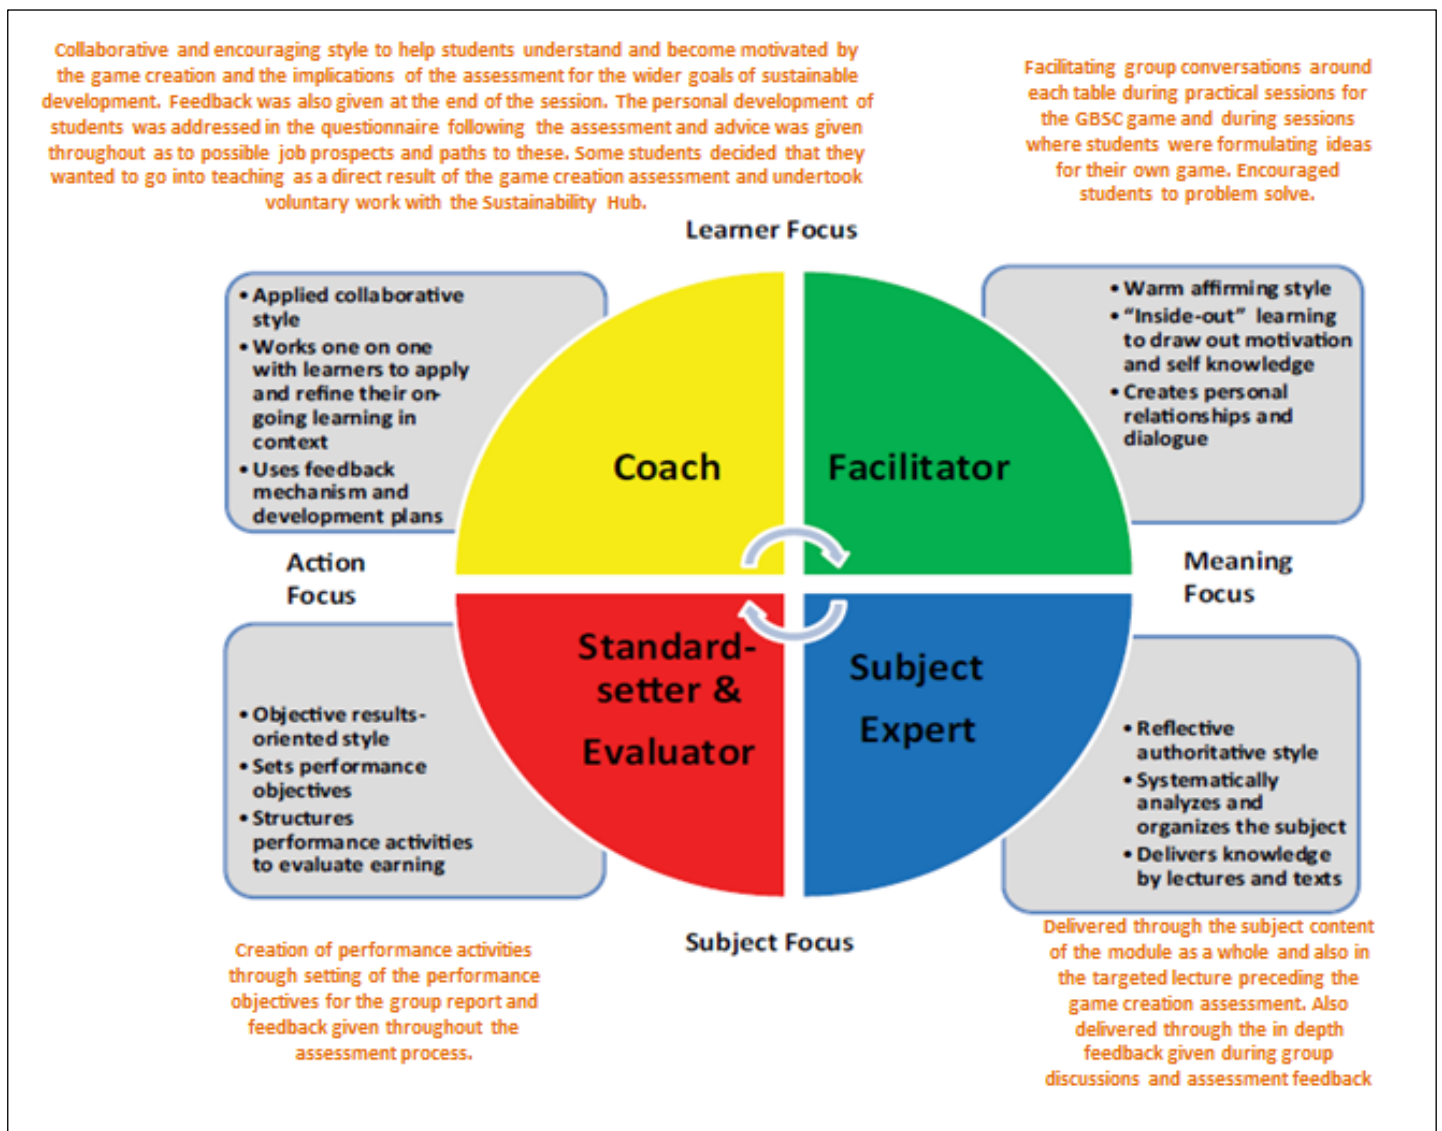 Collaborative and encouraging style to help students understand and become motivated by
the game creation and the implications of the assessment for the wider goals of sustainable
development. Feedback was also given at the end of the session. The personal development of
students was addressed in the questionnaire following the assessment and advice was given
throughout as to possible job prospects and paths to these. Some students decided that they
wanted to go into teaching as a direct result of the game creation assessment and undertook
voluntary work with the Sustainability Hub.
Facilitating group conversations around
each table during practical sessions for
the GBSC game and during sessions
where students were formulating ideas
for their own game. Encouraged
students to problem solve.
Learner Focus
• Applied collaborative
style
• Works one on one
with learners to apply
and refine their on-
going learning in
context
• Uses feedback
mechanism and
development plans
Coach
Facilitator
• Warm affirming style
• “Inside-out” learning
to draw out motivation
and self knowledge
• Creates personal
relationships and
dialogue
Action
Focus
Meaning
Focus
• Objective results-
oriented style
• Sets performance
objectives
• Structures
performance activities
to evaluate earning
Standard-
setter &
Evaluator
Subject
Expert
• Reflective
authoritative style
• Systematically
analyzes and
organizes the subject
• Delivers knowledge
by lectures and texts
Subject Focus
Creation of performance activities
through setting of the performance
objectives for the group report and
feedback given throughout the
assessment process.
Delivered through the subject content
of the module as a whole and also in
the targeted lecture preceding the
game creation assessment. Also
delivered through the in depth
feedback given during group
discussions and assessment feedback